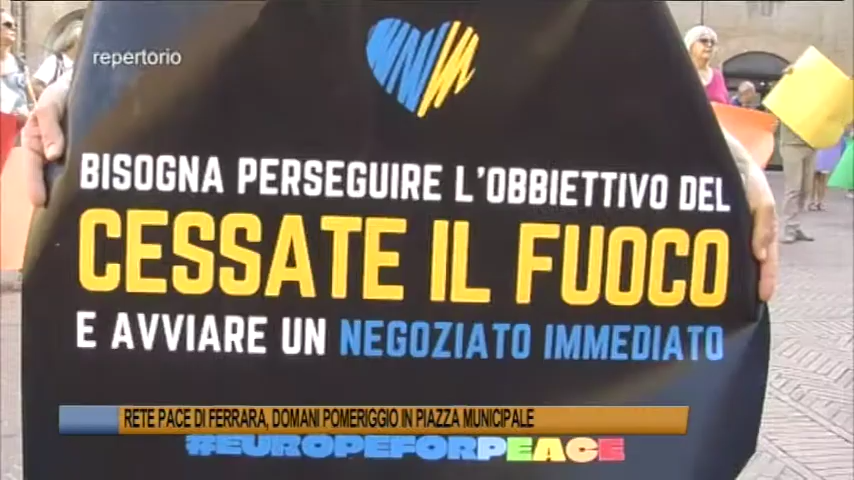 repertorio
BISOGNA PERSEGUIRE L'OBBIETTIVO DEL
CESSATE IL FUOCO
E AVVIARE UN NEGOZIATO IMMEDIATO
RETE PACE DI FERRARA, DOMANI POMERIGGIO IN PIAZZA MUNICIPALE
#EUROPEFORPEACE